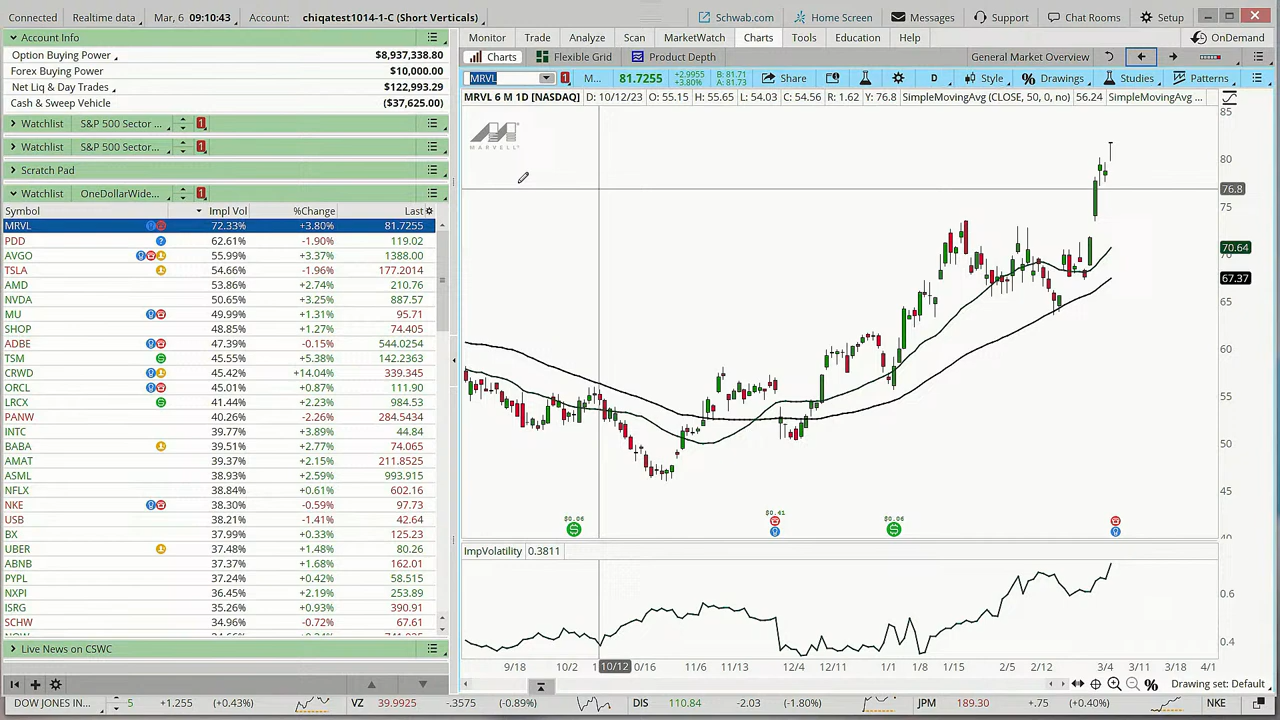 Connected Realtime data Mar, 6 09:10:43 Account: chiqatest1014-1-C (Short Verticals) Schwab.com Home Screen Messages Support Chat Rooms Setup
Account Info
Option Buying Power $8,937,338.80
Forex Buying Power $10,000.00
Net Liq & Day Trades $122,993.29
Cash & Sweep Vehicle ($37,625.00)
Watchlist S&P 500 Sector ... 1
Watchlist S&P 500 Sector ... 1
Scratch Pad
Watchlist OneDollarWide... 1
Symbol Impl Vol %Change Last
MRVL 72.33% +3.80% 81.7255
PDD 62.61% -1.90% 119.02
AVGO 55.99% +3.37% 1388.00
TSLA 54.66% -1.96% 177.2014
AMD 53.86% +2.74% 210.76
NVDA 50.65% +3.25% 887.57
MU 49.99% +1.31% 95.71
SHOP 48.85% +1.27% 74.405
ADBE 47.39% -0.15% 544.0254
TSM 45.55% +5.38% 142.2363
CRWD 45.42% +14.04% 339.345
ORCL 45.01% +0.87% 111.90
LRCX 41.44% +2.23% 984.53
PANW 40.26% -2.26% 284.5434
INTC 39.77% +3.89% 44.84
BABA 39.51% +2.77% 74.065
AMAT 39.37% +2.15% 211.8525
ASML 38.93% +2.59% 993.915
NFLX 38.84% +0.61% 602.16
NKE 38.30% -0.59% 97.73
USB 38.21% -1.41% 42.64
BX 37.99% +0.33% 125.23
UBER 37.48% +1.48% 80.26
ABNB 37.37% +1.68% 162.01
PYPL 37.24% +0.42% 58.515
NXPI 36.45% +2.19% 253.89
ISRG 35.26% +0.93% 390.91
SCHW 34.96% -0.72% 67.61
Live News on CSWC
Monitor Trade Analyze Scan MarketWatch Charts Tools Education Help OnDemand
Charts Flexible Grid Product Depth General Market Overview
MRVL 1 M... 81.7255 +2.9955 +3.80% B: 81.71 A: 81.73 Share D Style Drawings Studies Patterns
MRVL 6 M 1D [NASDAQ] D: 10/12/23 O: 55.15 H: 55.65 L: 54.03 C: 54.56 R: 1.62 Y: 76.8 SimpleMovingAvg (CLOSE, 50, 0, no) 56.24 SimpleMovingAvg ...
MARVELL
85
80
76.8
75
70.64
70
67.37
65
60
55
50
45
40
$0.06 $0.41 $0.06
ImpVolatility 0.3811
0.6
0.4
9/18 10/2 10/12 0/16 11/6 11/13 12/4 12/11 1/1 1/8 1/15 2/5 2/12 3/4 3/11 3/18 4/1
Drawing set: Default
DOW JONES IN... (+0.43%) VZ 39.9925 -.3575 (-0.89%) DIS 110.84 -2.03 (-1.80%) JPM 189.30 +.75 (+0.40%) NKE